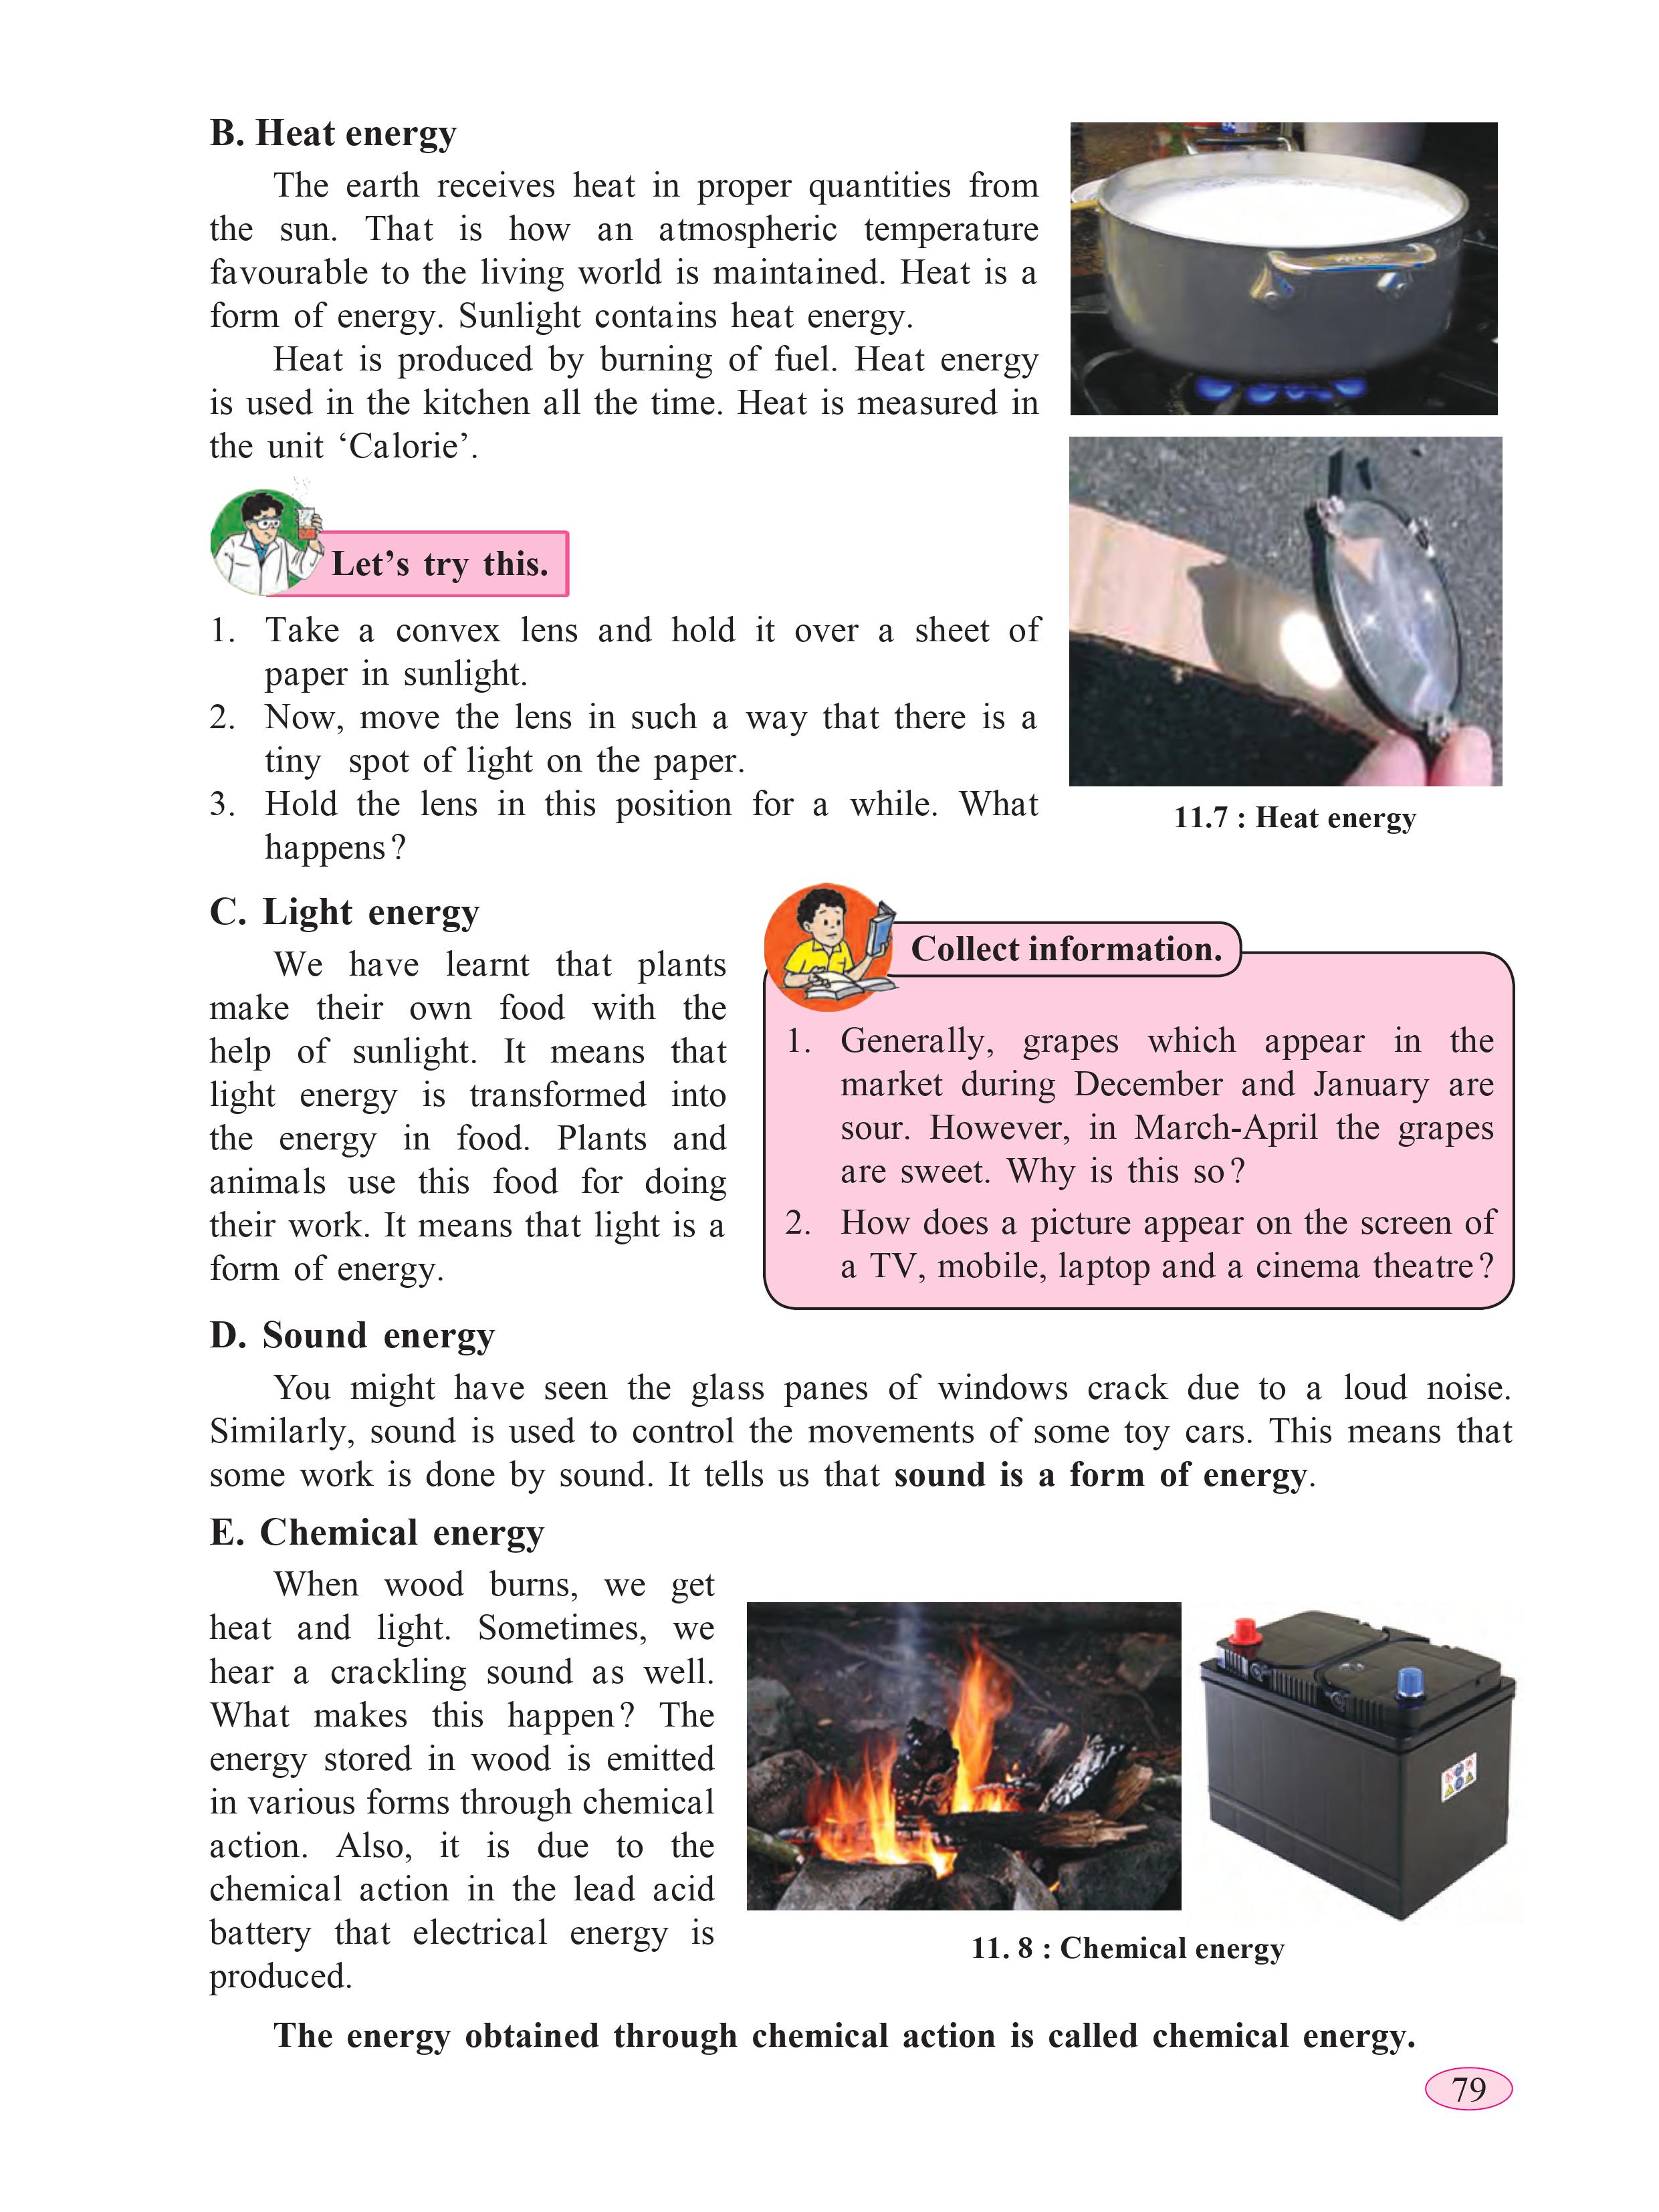 B. Heat energy
The earth receives heat in proper quantities from
the sun. That is how an atmospheric temperature
favourable to the living world is maintained. Heat is a
form of energy. Sunlight contains heat energy.
Heat is produced by burning of fuel. Heat energy
is used in the kitchen all the time. Heat is measured in
the unit ‘Calorie’.
Let’s try this.
1. Take a convex lens and hold it over a sheet of
paper in sunlight.
2. Now, move the lens in such a way that there is a
tiny spot of light on the paper.
3. Hold the lens in this position for a while. What
happens?
11.7 : Heat energy
C. Light energy
We have learnt that plants
make their own food with the
help of sunlight. It means that
light energy is transformed into
the energy in food. Plants and
animals use this food for doing
their work. It means that light is a
form of energy.
Collect information.
1. Generally, grapes which appear in the
market during December and January are
sour. However, in March-April the grapes
are sweet. Why is this so?
2. How does a picture appear on the screen of
a TV, mobile, laptop and a cinema theatre?
D. Sound energy
You might have seen the glass panes of windows crack due to a loud noise.
Similarly, sound is used to control the movements of some toy cars. This means that
some work is done by sound. It tells us that sound is a form of energy.
E. Chemical energy
When wood burns, we get
heat and light. Sometimes, we
hear a crackling sound as well.
What makes this happen? The
energy stored in wood is emitted
in various forms through chemical
action. Also, it is due to the
chemical action in the lead acid
battery that electrical energy is
produced.
11. 8 : Chemical energy
The energy obtained through chemical action is called chemical energy.
79